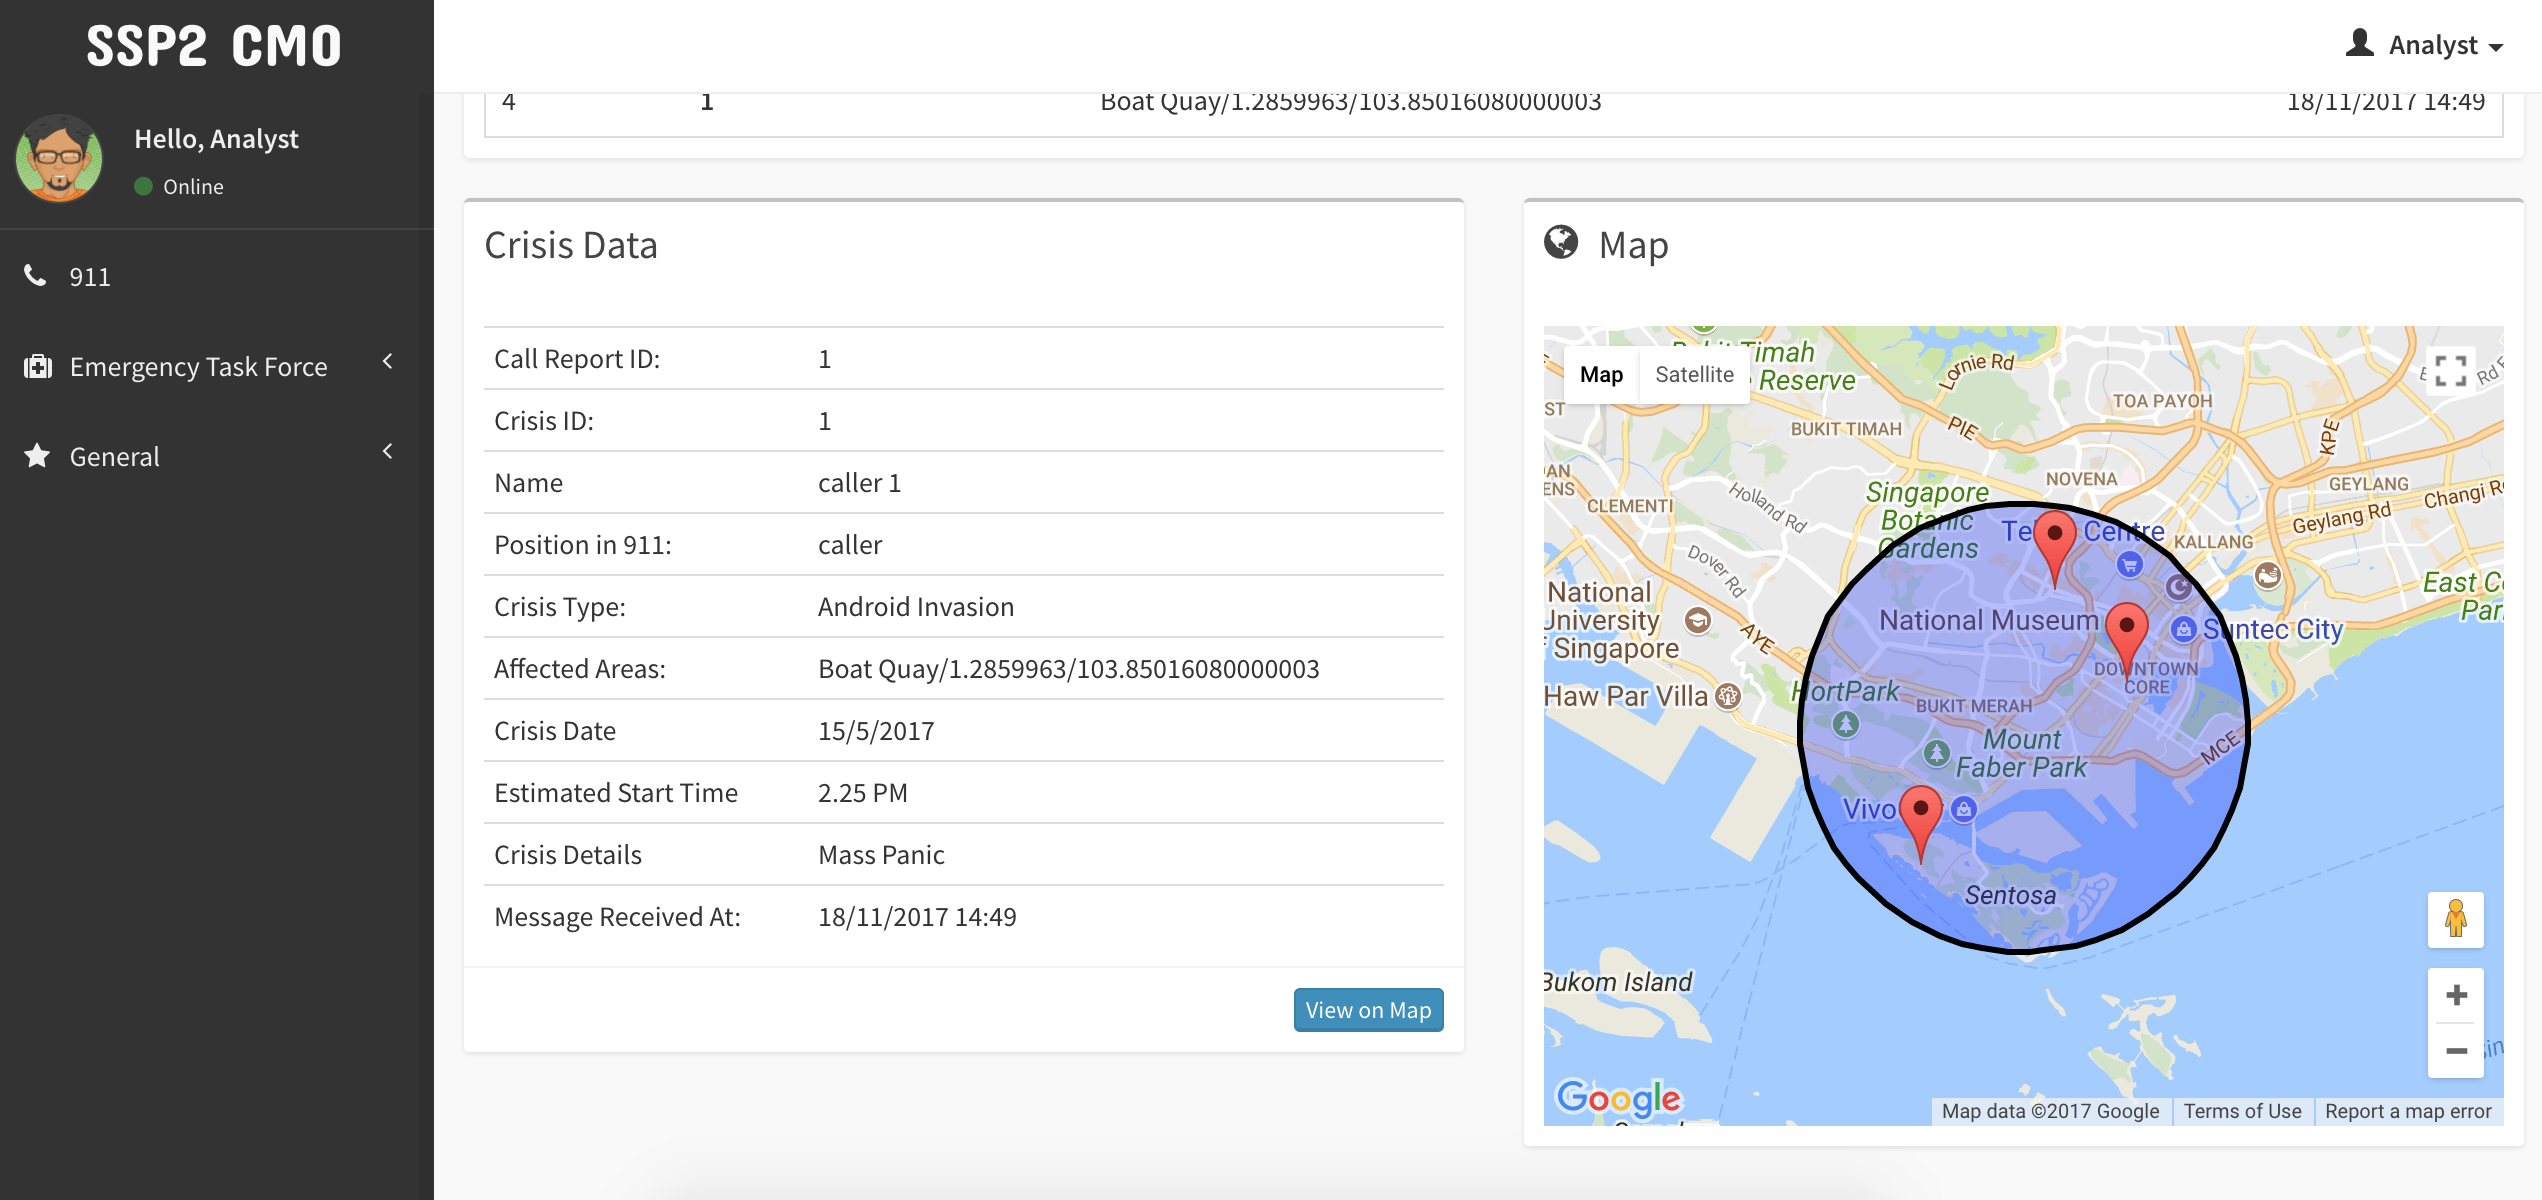 SSP2 CMO
Analyst
Hello, Analyst
Online
911
Emergency Task Force
General
4 1 Boat Quay/1.2859963/103.85016080000003 18/11/2017 14:49
Crisis Data
Call Report ID: 1
Crisis ID: 1
Name caller 1
Position in 911: caller
Crisis Type: Android Invasion
Affected Areas: Boat Quay/1.2859963/103.85016080000003
Crisis Date 15/5/2017
Estimated Start Time 2.25 PM
Crisis Details Mass Panic
Message Received At: 18/11/2017 14:49
View on Map
Map
Map Satellite
Timah
Reserve
Lornie Rd
Rd
TOA PAYOH
BUKIT TIMAH
PIE
KPE
ST
NOVENA
GEYLANG
Changi
Geylang Rd
CLEMENTI
Holland Rd
Singapore
Botanic
Gardens
Centre
KALLANG
Dover Rd
National
University
Singapore
AYE
National Museum
Suntec City
East
DOWNTOWN
CORE
Haw Par Villa
HortPark
BUKIT MERAH
Mount
Faber Park
MCE
Vivo
Sentosa
Bukom Island
Google
Map data ©2017 Google
Terms of Use
Report a map error